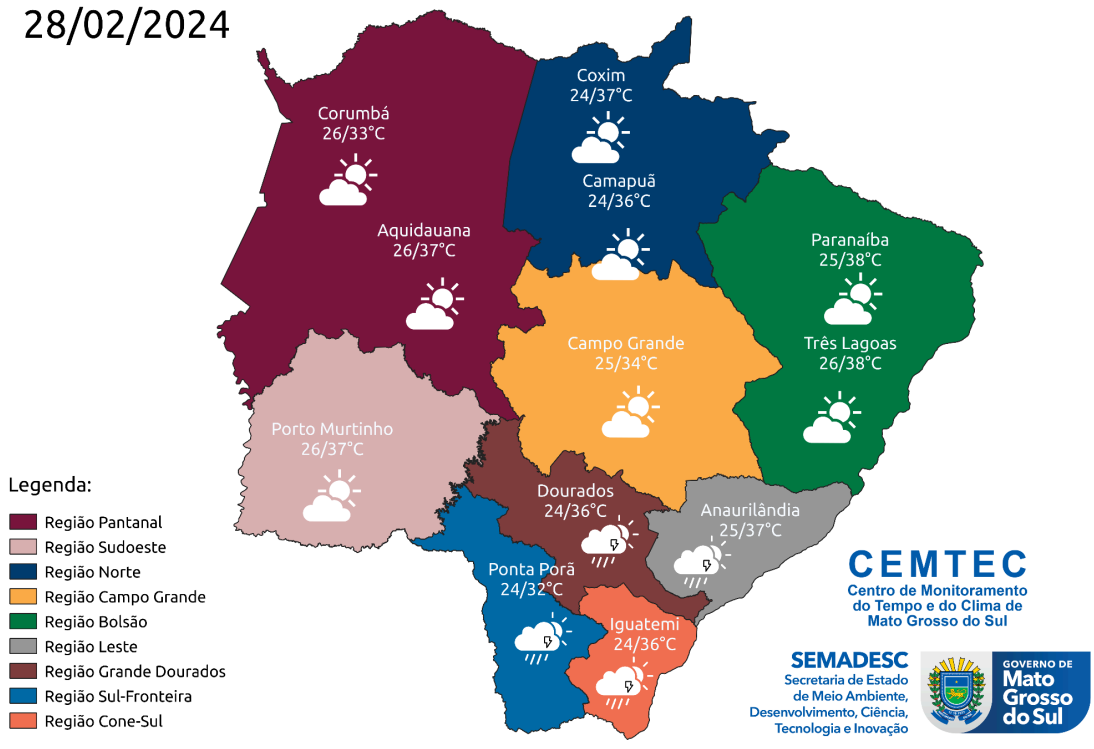 28/02/2024
Coxim
24/37°C
Corumbá
26/33°C
Camapuã
24/36°C
Aquidauana
26/37°C
Paranaíba
25/38°C
Campo Grande
25/34°C
Três Lagoas
26/38°C
Porto Murtinho
26/37°C
Dourados
24/36°C
Anaurilândia
25/37°C
Ponta Porã
24/32°C
Iguatemi
24/36°C
Legenda:
Região Pantanal
Região Sudoeste
Região Norte
Região Campo Grande
Região Bolsão
Região Leste
Região Grande Dourados
Região Sul-Fronteira
Região Cone-Sul
CEMTEC
Centro de Monitoramento
do Tempo e do Clima de
Mato Grosso do Sul
SEMADESC
Secretaria de Estado
de Meio Ambiente,
Desenvolvimento, Ciência,
Tecnologia e Inovação
GOVERNO DE
Mato
Grosso
do Sul